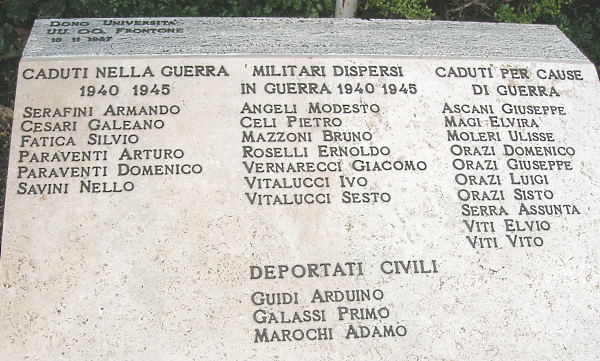 Dono Università
UU. OO. Frontone
15 11 1987
CADUTI NELLA GUERRA
1940 1945
Serafini Armando
Cesari Galeano
Fatica Silvio
Paraventi Arturo
Paraventi Domenico
Savini Nello
MILITARI DISPERSI
IN GUERRA 1940 1945
Angeli Modesto
Celi Pietro
Mazzoni Bruno
Roselli Ernoldo
Vernarecci Giacomo
Vitalucci Ivo
Vitalucci Sesto
CADUTI PER CAUSE
DI GUERRA
Ascani Giuseppe
Magi Elvira
Moleri Ulisse
Orazi Domenico
Orazi Giuseppe
Orazi Luigi
Orazi Sisto
Serra Assunta
Viti Elvio
Viti Vito
DEPORTATI CIVILI
Guidi Arduino
Galassi Primo
Marochi Adamo